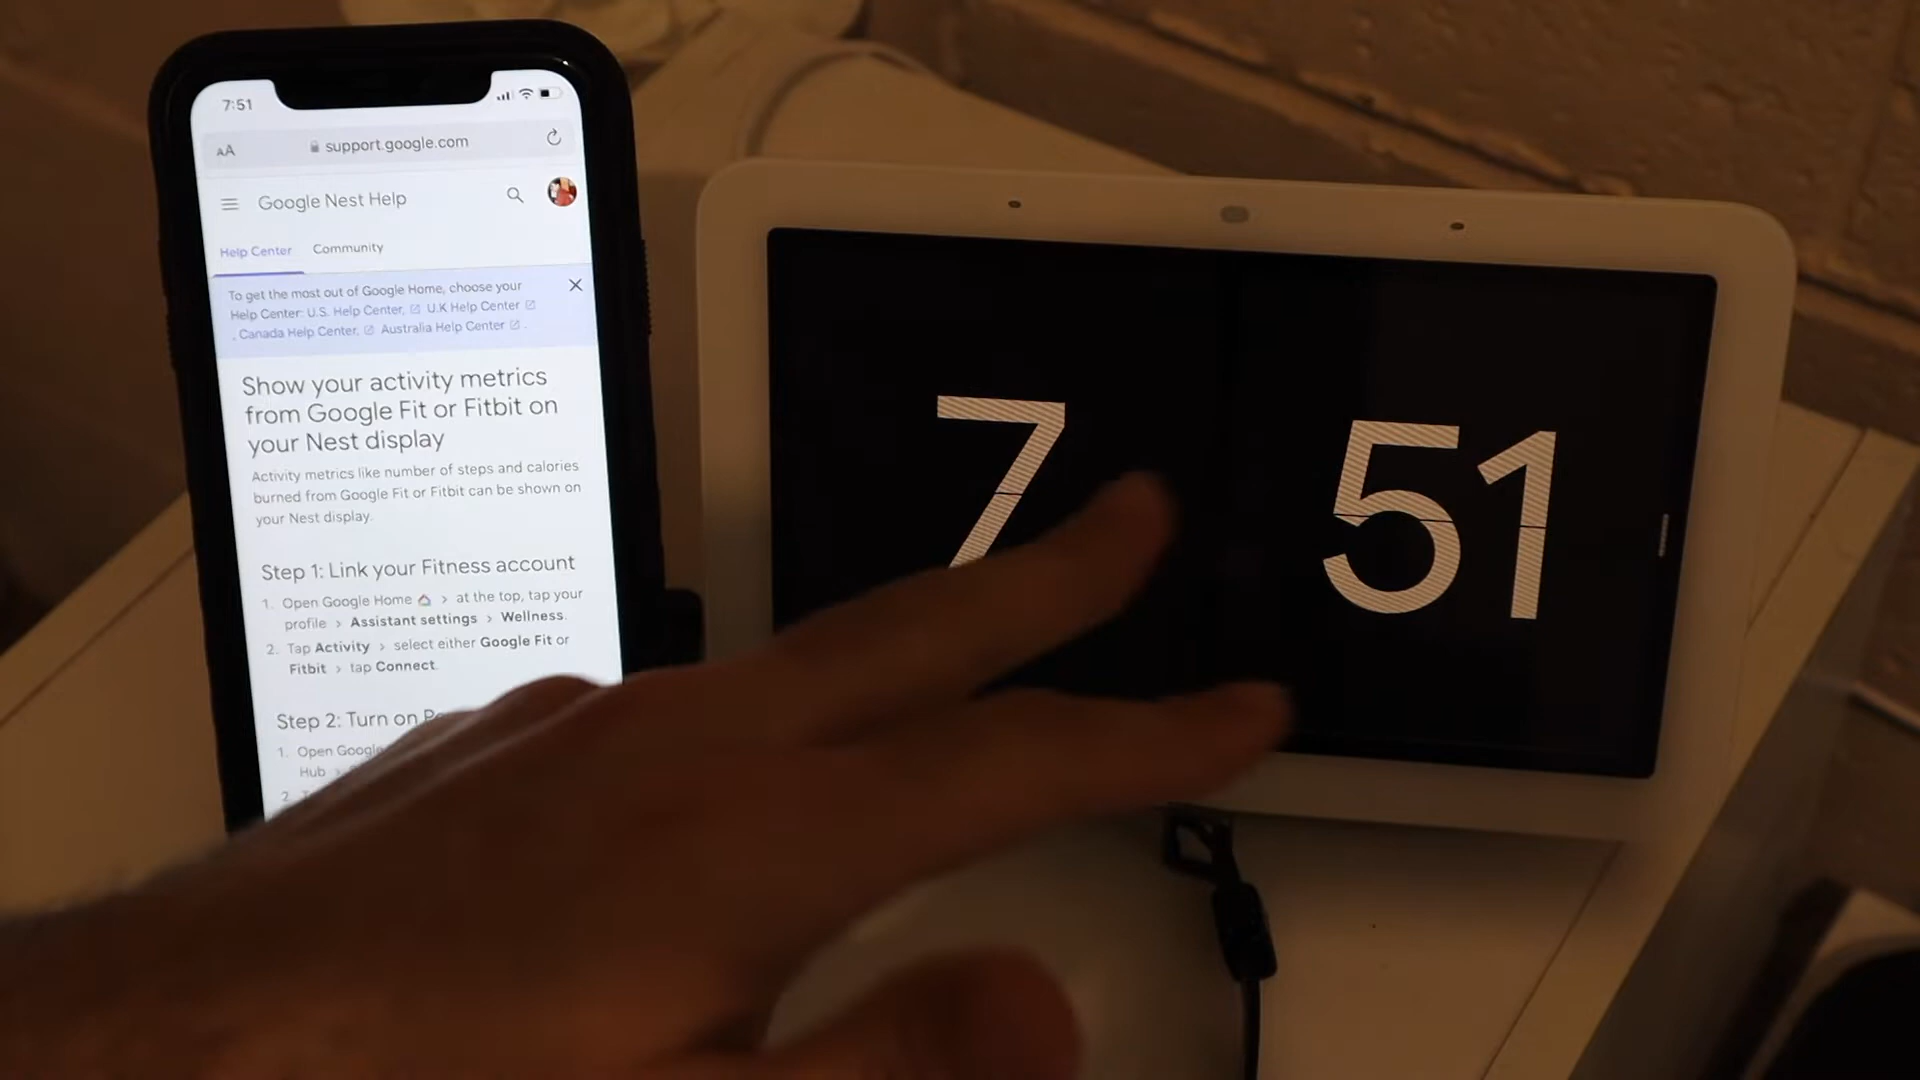 7:51
AA support.google.com
Google Nest Help
Help Center Community
To get the most out of Google Home, choose your
Help Center: U.S. Help Center, U.K Help Center
, Canada Help Center, Australia Help Center .
Show your activity metrics
from Google Fit or Fitbit on
your Nest display
Activity metrics like number of steps and calories
burned from Google Fit or Fitbit can be shown on
your Nest display.
Step 1: Link your Fitness account
1. Open Google Home > at the top, tap your
profile > Assistant settings > Wellness.
2. Tap Activity > select either Google Fit or
Fitbit > tap Connect.
Step 2: Turn on
1. Open Google
Hub >
2.
7 51